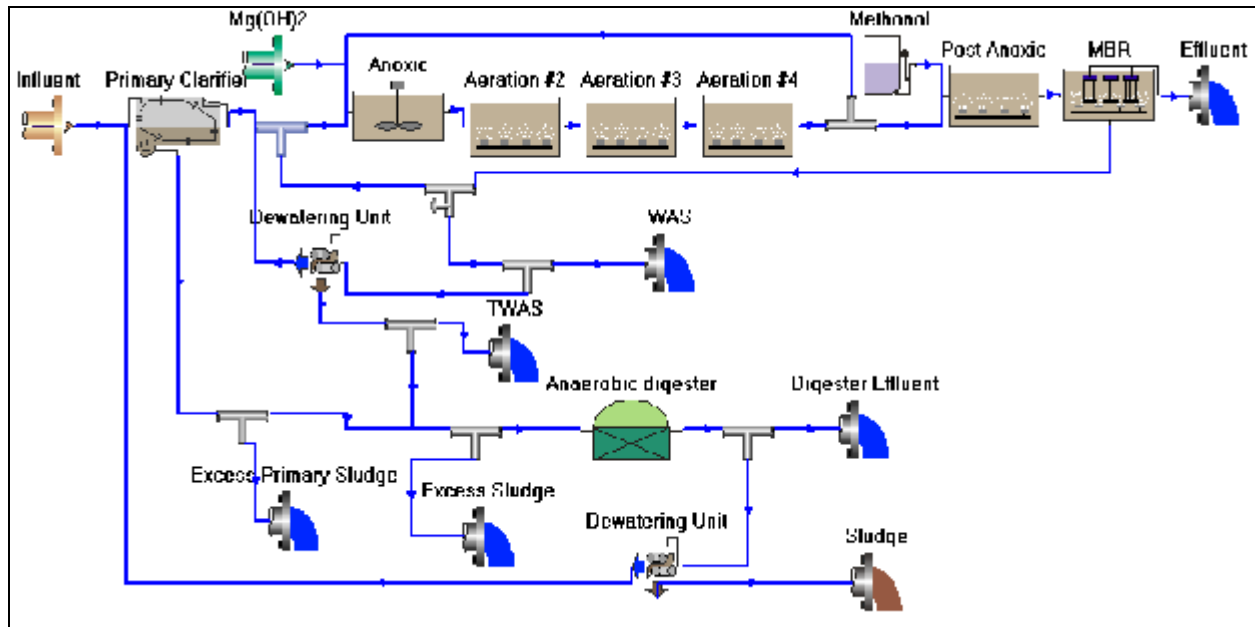 Mg(OH)2
Methonol
Influent
Primary Clarifier
Anoxic
Aeration #2
Aeration #3
Aeration #4
Post Anoxic
MBR
Effluent
Dewatering Unit
WAS
TWAS
Anaerobic digester
Digester Effluent
Excess Primary Sludge
Excess Sludge
Dewatering Unit
Sludge